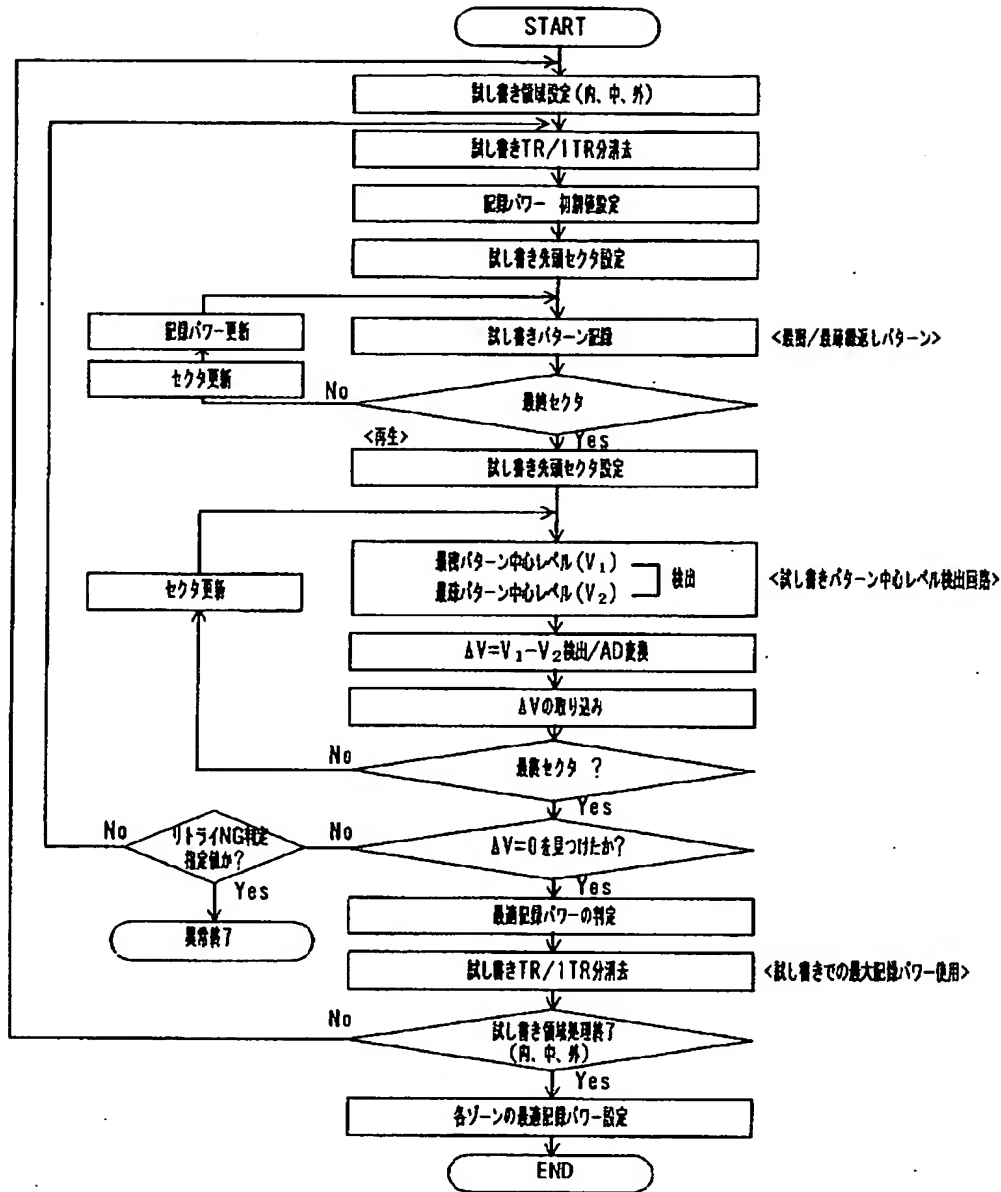 START
試し書き領域設定(内、中、外)
試し書きTR/1TR分消去
記録パワー 初期値設定
試し書き先頭セクタ設定
記録パワー更新
試し書きパターン記録
<最密/最疎繰返しパターン>
セクタ更新
No
最終セクタ
<再生>
Yes
試し書き先頭セクタ設定
最密パターン中心レベル(V₁)
最疎パターン中心レベル(V₂)
検出
<試し書きパターン中心レベル検出回路>
セクタ更新
ΔV=V₁-V₂検出/AD変換
ΔVの取り込み
No
最終セクタ ?
Yes
No
リトライNG判定
指定値か?
No
ΔV=0を見つけたか?
Yes
Yes
異常終了
最適記録パワーの判定
試し書きTR/1TR分消去
<試し書きでの最大記録パワー使用>
No
試し書き領域処理終了
(内、中、外)
Yes
各ゾーンの最適記録パワー設定
END